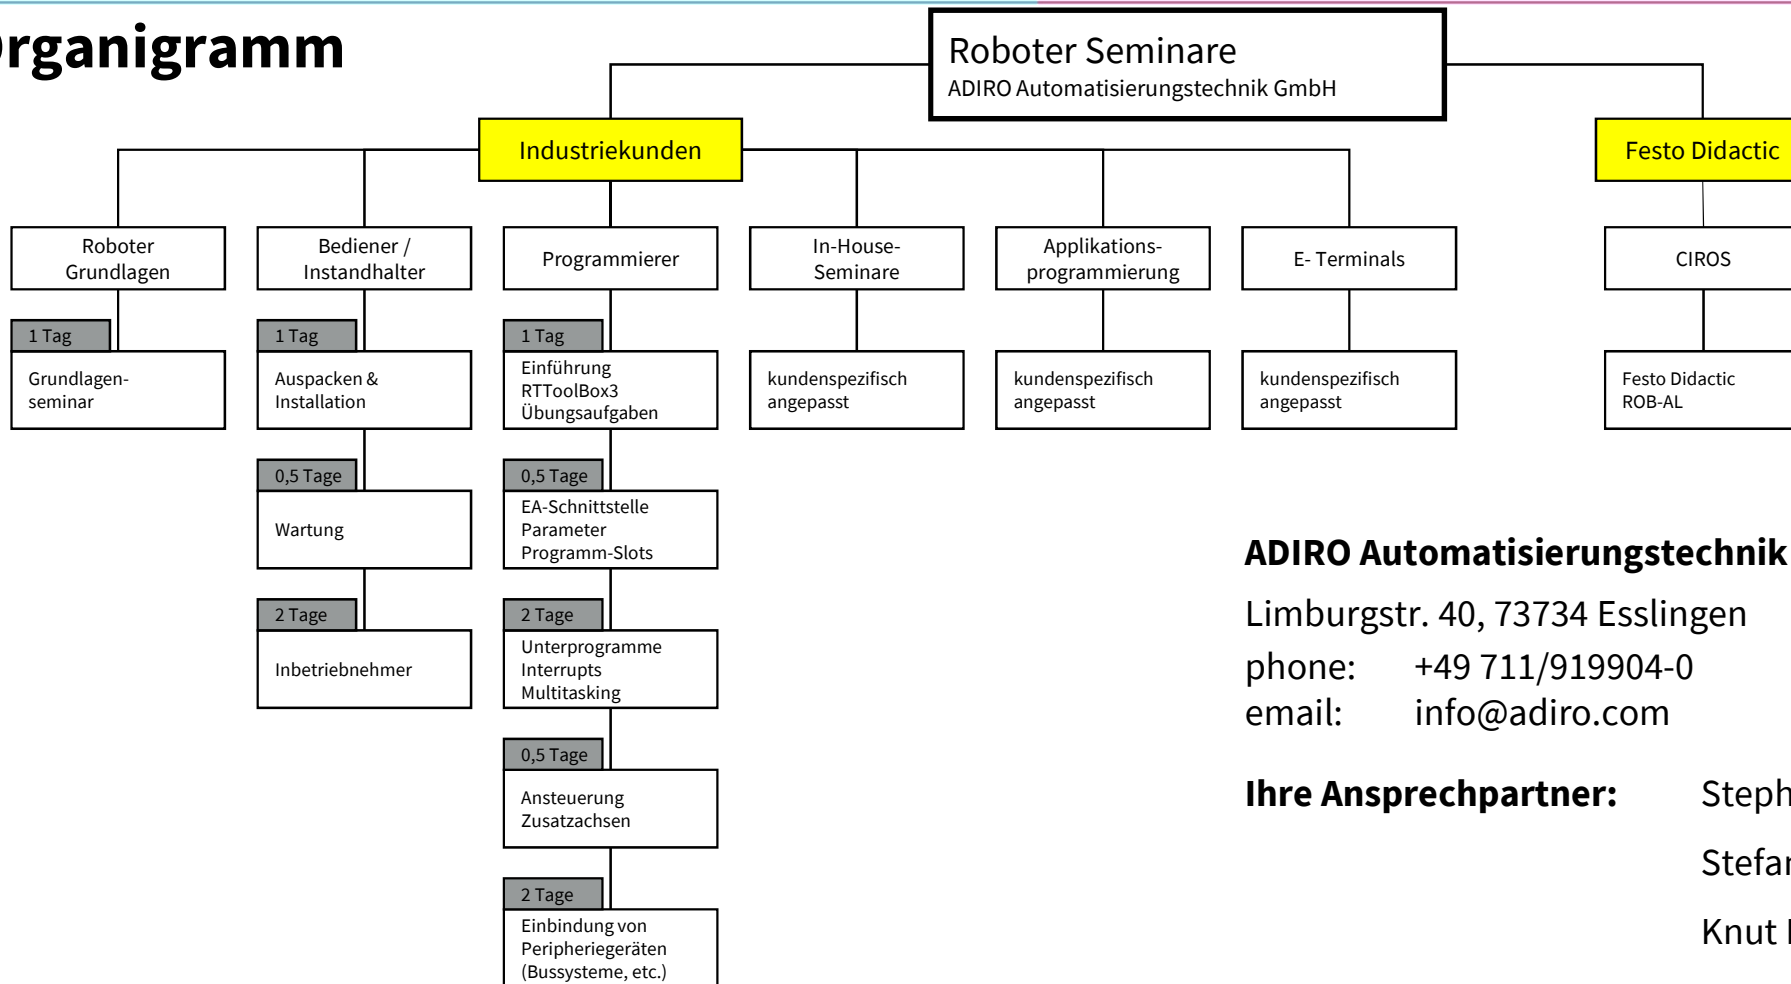 rganigramm
Roboter Seminare
ADIRO Automatisierungstechnik GmbH
Industriekunden
Festo Didactic
Roboter
Grundlagen
Bediener /
Instandhalter
Programmierer
In-House-
Seminare
Applikations-
programmierung
E- Terminals
CIROS
1 Tag
Grundlagen-
seminar
1 Tag
Auspacken &
Installation
0,5 Tage
Wartung
2 Tage
Inbetriebnehmer
1 Tag
Einführung
RTToolBox3
Übungsaufgaben
0,5 Tage
EA-Schnittstelle
Parameter
Programm-Slots
2 Tage
Unterprogramme
Interrupts
Multitasking
0,5 Tage
Ansteuerung
Zusatzachsen
2 Tage
Einbindung von
Peripheriegeräten
(Bussysteme, etc.)
kundenspezifisch
angepasst
kundenspezifisch
angepasst
kundenspezifisch
angepasst
Festo Didactic
ROB-AL
ADIRO Automatisierungstechnik
Limburgstr. 40, 73734 Esslingen
phone: +49 711/919904-0
email: info@adiro.com
Ihre Ansprechpartner: Steph
Stefan
Knut